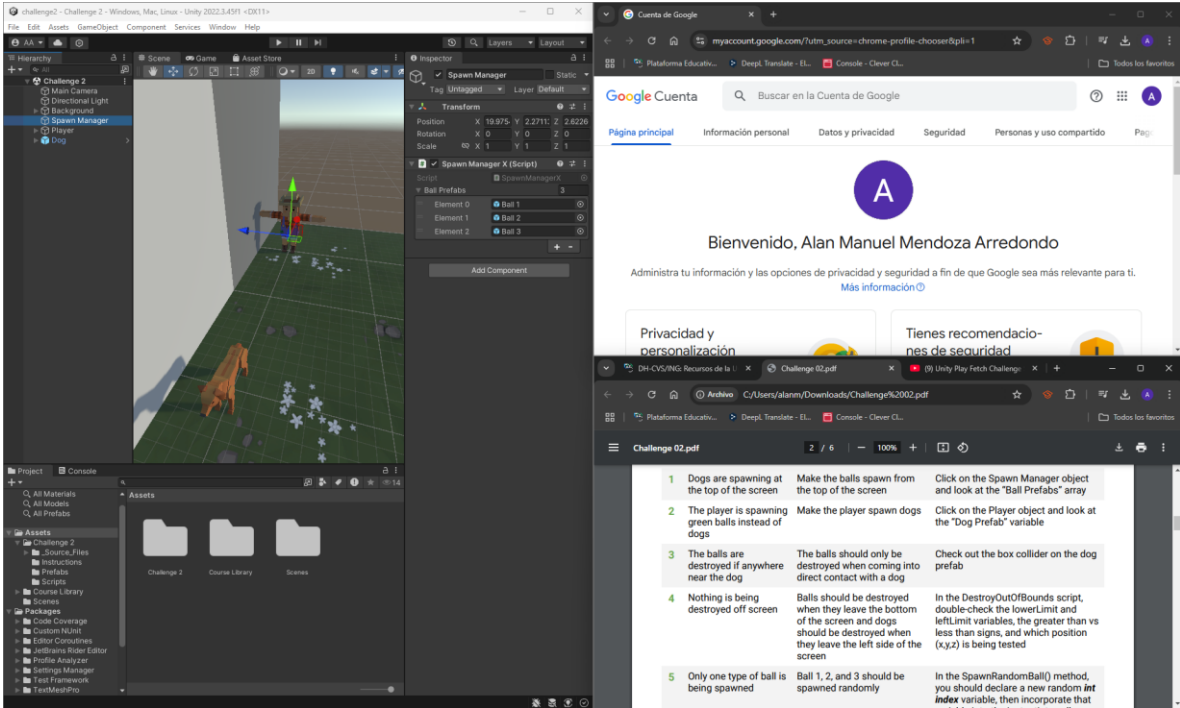 challenge2 - Challenge 2 - Windows, Mac, Linux - Unity 2022.3.45f1 <DX11>
File Edit Assets GameObject Component Services Window Help
AA
Layers Layout
Hierarchy
All
Challenge 2
Main Camera
Directional Light
Background
Spawn Manager
Player
Dog
Scene Game Asset Store
2D
Inspector
Spawn Manager Static
Tag Untagged Layer Default
Transform
Position X 19.975 Y 2.2711 Z 2.6226
Rotation X 0 Y 0 Z 0
Scale X 1 Y 1 Z 1
Spawn Manager X (Script)
Script SpawnManagerX
Ball Prefabs 3
Element 0 Ball 1
Element 1 Ball 2
Element 2 Ball 3
+ -
Add Component
Project Console
14
All Materials
All Models
All Prefabs
Assets
Challenge 2
_Source_Files
Instructions
Prefabs
Scripts
Course Library
Scenes
Packages
Code Coverage
Custom NUnit
Editor Coroutines
JetBrains Rider Editor
Profile Analyzer
Settings Manager
Test Framework
TextMeshPro
Assets
Challenge 2 Course Library Scenes
Cuenta de Google
myaccount.google.com/?utm_source=chrome-profile-chooser&pli=1
Plataforma Educativ... DeepL Translate - El... Console - Clever Cl... Todos los favoritos
Google Cuenta Buscar en la Cuenta de Google A
Página principal Información personal Datos y privacidad Seguridad Personas y uso compartido Pag
A
Bienvenido, Alan Manuel Mendoza Arredondo
Administra tu información y las opciones de privacidad y seguridad a fin de que Google sea más relevante para ti.
Más información
Privacidad y
personalización
Tienes recomendacio-
nes de seguridad
DH-CVS/ING: Recursos de la U Challenge 02.pdf (9) Unity Play Fetch Challenge
Archivo C:/Users/alanm/Downloads/Challenge%2002.pdf
Plataforma Educativ... DeepL Translate - El... Console - Clever Cl... Todos los favoritos
Challenge 02.pdf 2 / 6 100%
1 Dogs are spawning at Make the balls spawn from Click on the Spawn Manager object
the top of the screen the top of the screen and look at the "Ball Prefabs" array
2 The player is spawning Make the player spawn dogs Click on the Player object and look at
green balls instead of the "Dog Prefab" variable
dogs
3 The balls are The balls should only be Check out the box collider on the dog
destroyed if anywhere destroyed when coming into prefab
near the dog direct contact with a dog
4 Nothing is being Balls should be destroyed In the DestroyOutOfBounds script,
destroyed off screen when they leave the bottom double-check the lowerLimit and
of the screen and dogs leftLimit variables, the greater than vs
should be destroyed when less than signs, and which position
they leave the left side of the (x,y,z) is being tested
screen
5 Only one type of ball is Ball 1, 2, and 3 should be In the SpawnRandomBall() method,
being spawned spawned randomly you should declare a new random int
index variable, then incorporate that